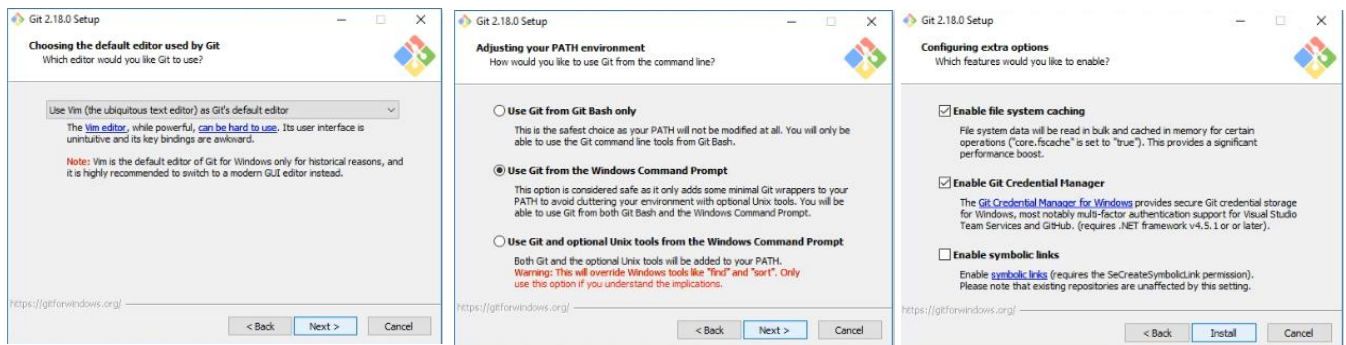 Git 2.18.0 Setup
Choosing the default editor used by Git
Which editor would you like Git to use?
Use Vim (the ubiquitous text editor) as Git's default editor
The Vim editor, while powerful, can be hard to use. Its user interface is
unintuitive and its key bindings are awkward.
Note: Vim is the default editor of Git for Windows only for historical reasons, and
it is highly recommended to switch to a modern GUI editor instead.
https://gitforwindows.org/
< Back
Next >
Cancel
Git 2.18.0 Setup
Adjusting your PATH environment
How would you like to use Git from the command line?
Use Git from Git Bash only
This is the safest choice as your PATH will not be modified at all. You will only be
able to use the Git command line tools from Git Bash.
Use Git from the Windows Command Prompt
This option is considered safe as it only adds some minimal Git wrappers to your
PATH to avoid cluttering your environment with optional Unix tools. You will be
able to use Git from both Git Bash and the Windows Command Prompt.
Use Git and optional Unix tools from the Windows Command Prompt
Both Git and the optional Unix tools will be added to your PATH.
Warning: This will override Windows tools like "find" and "sort". Only
use this option if you understand the implications.
https://gitforwindows.org/
< Back
Next >
Cancel
Git 2.18.0 Setup
Configuring extra options
Which features would you like to enable?
Enable file system caching
File system data will be read in bulk and cached in memory for certain
operations ("core.fscache" is set to "true"). This provides a significant
performance boost.
Enable Git Credential Manager
The Git Credential Manager for Windows provides secure Git credential storage
for Windows, most notably multi-factor authentication support for Visual Studio
Team Services and GitHub. (requires .NET framework v4.5.1 or or later).
Enable symbolic links
Enable symbolic links (requires the SeCreateSymbolicLink permission).
Please note that existing repositories are unaffected by this setting.
https://gitforwindows.org/
< Back
Install
Cancel